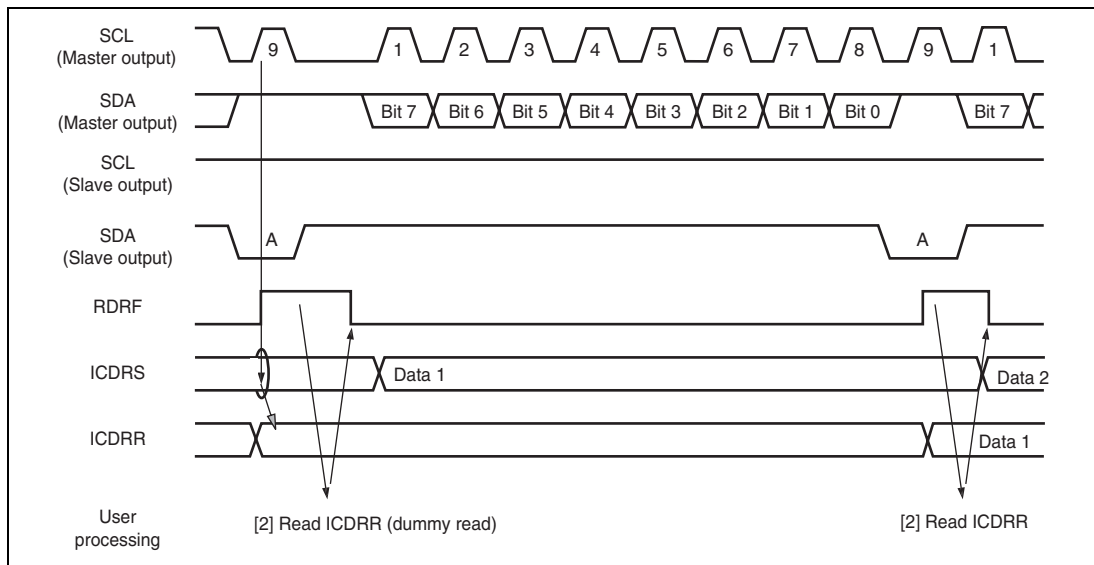 SCL
(Master output)
9 1 2 3 4 5 6 7 8 9 1
SDA
(Master output)
Bit 7 Bit 6 Bit 5 Bit 4 Bit 3 Bit 2 Bit 1 Bit 0 Bit 7
SCL
(Slave output)
SDA
(Slave output)
A A
RDRF
ICDRS
Data 1 Data 2
ICDRR
Data 1
User
processing
[2] Read ICDRR (dummy read) [2] Read ICDRR